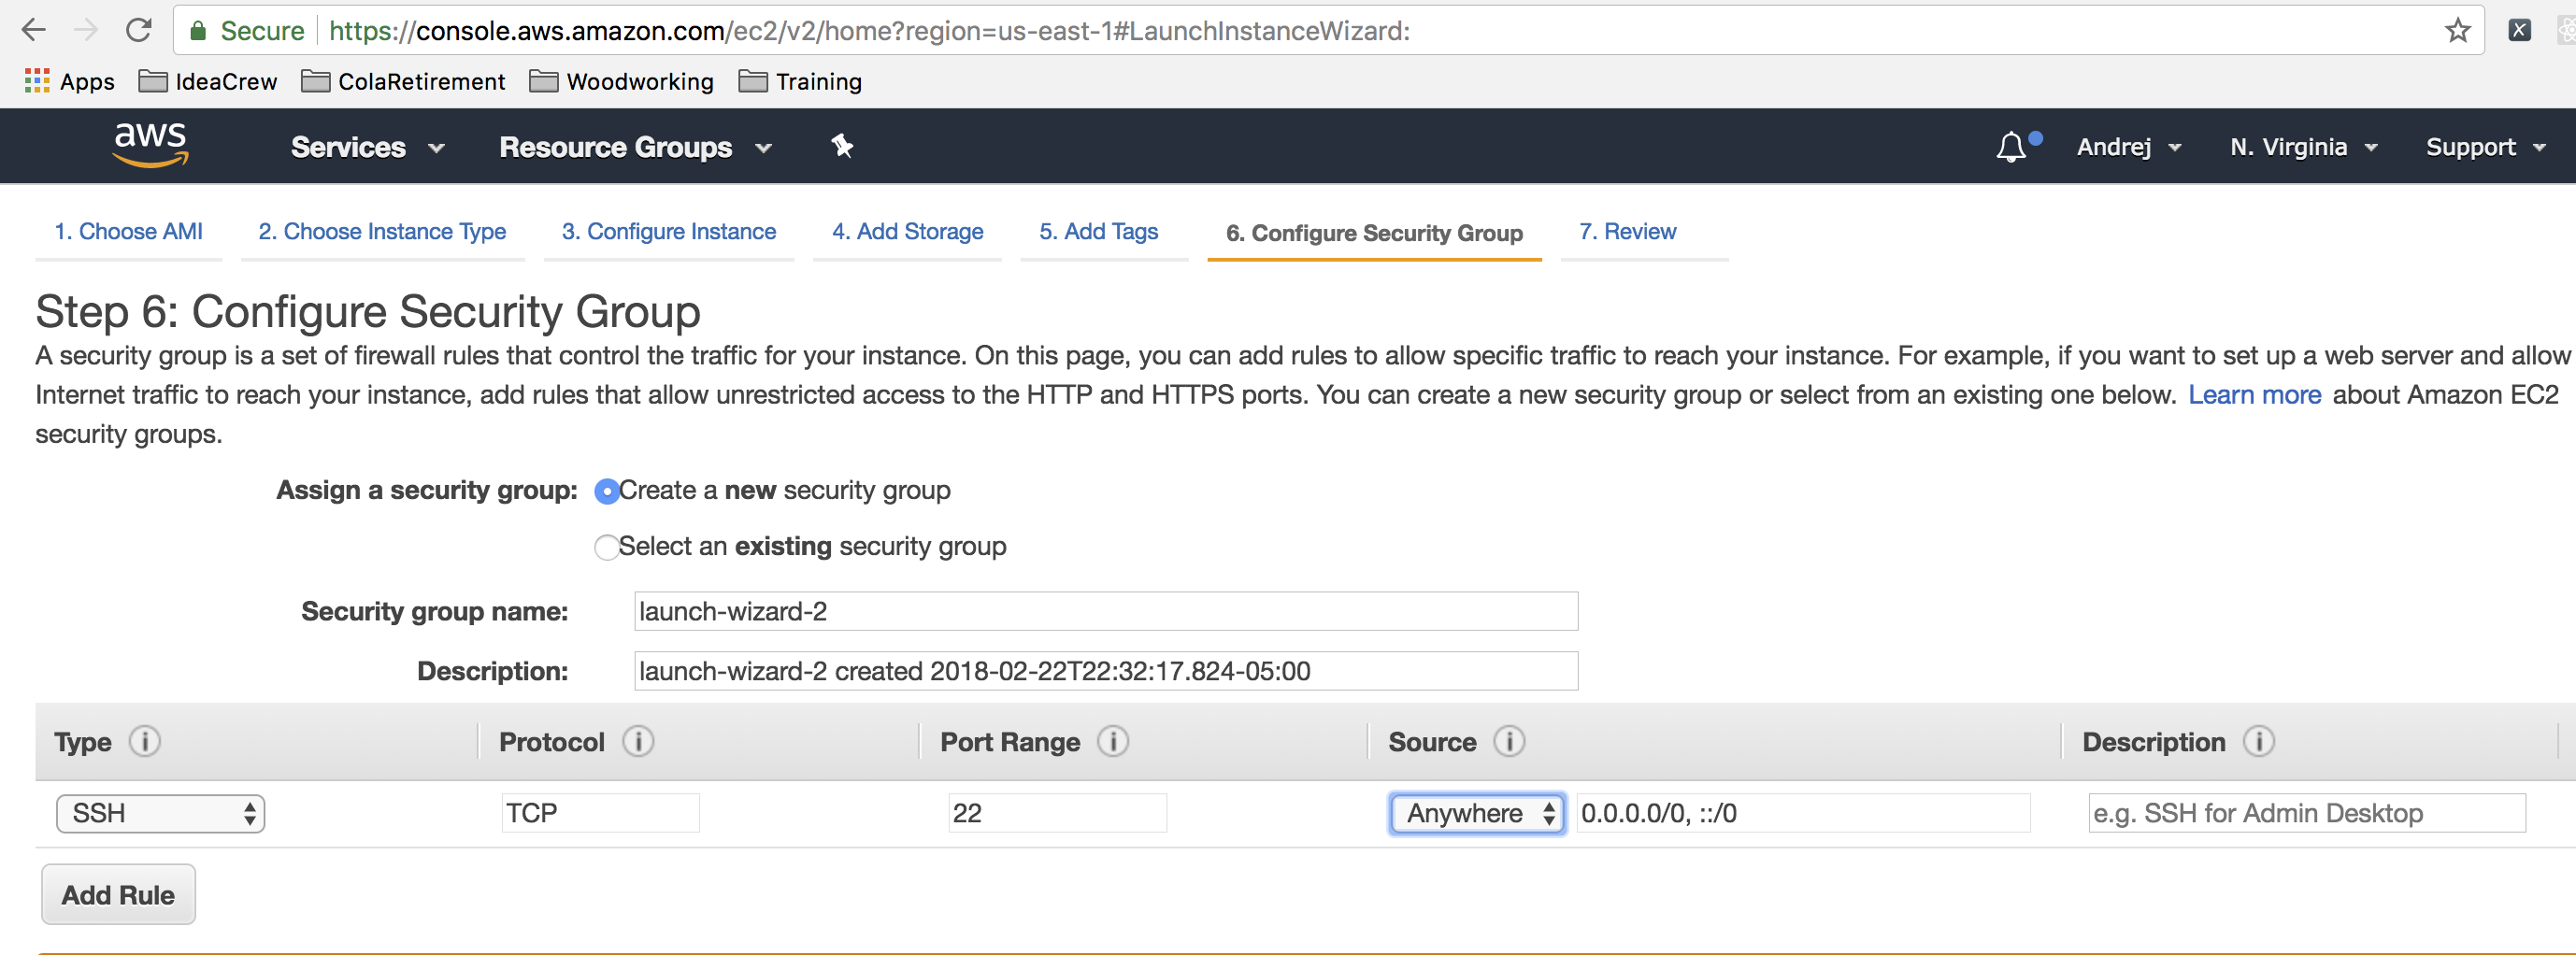 Secure https://console.aws.amazon.com/ec2/v2/home?region=us-east-1#LaunchInstanceWizard:
Apps IdeaCrew ColaRetirement Woodworking Training
aws Services Resource Groups Andrej N. Virginia Support
1. Choose AMI 2. Choose Instance Type 3. Configure Instance 4. Add Storage 5. Add Tags 6. Configure Security Group 7. Review
Step 6: Configure Security Group
A security group is a set of firewall rules that control the traffic for your instance. On this page, you can add rules to allow specific traffic to reach your instance. For example, if you want to set up a web server and allow
Internet traffic to reach your instance, add rules that allow unrestricted access to the HTTP and HTTPS ports. You can create a new security group or select from an existing one below. Learn more about Amazon EC2
security groups.
Assign a security group: Create a new security group
Select an existing security group
Security group name: launch-wizard-2
Description: launch-wizard-2 created 2018-02-22T22:32:17.824-05:00
Type i Protocol i Port Range i Source i Description i
SSH TCP 22 Anywhere 0.0.0.0/0, ::/0 e.g. SSH for Admin Desktop
Add Rule